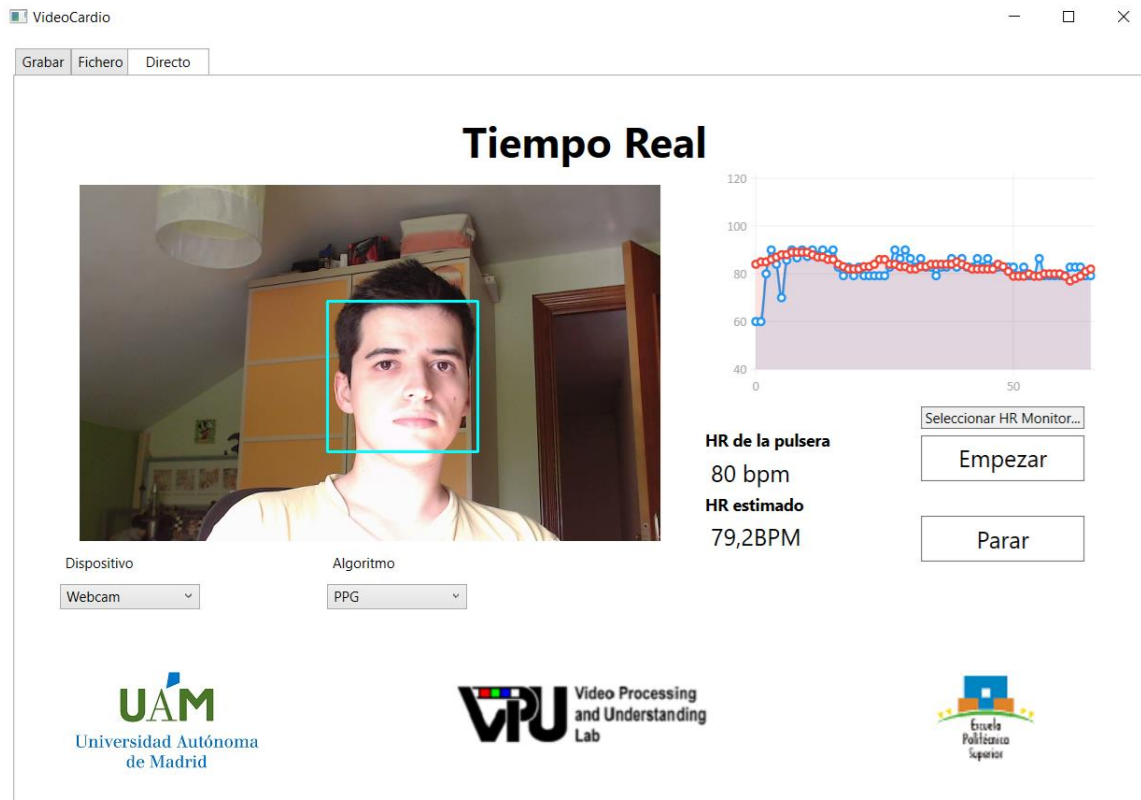 VideoCardio
Grabar Fichero Directo
Tiempo Real
120
100
80
60
40
0 50
Seleccionar HR Monitor...
HR de la pulsera
80 bpm
Empezar
HR estimado
79,2BPM
Parar
Dispositivo
Webcam
Algoritmo
PPG
UAM
Universidad Autónoma
de Madrid
VPU
Video Processing
and Understanding
Lab
Escuela
Politécnica
Superior